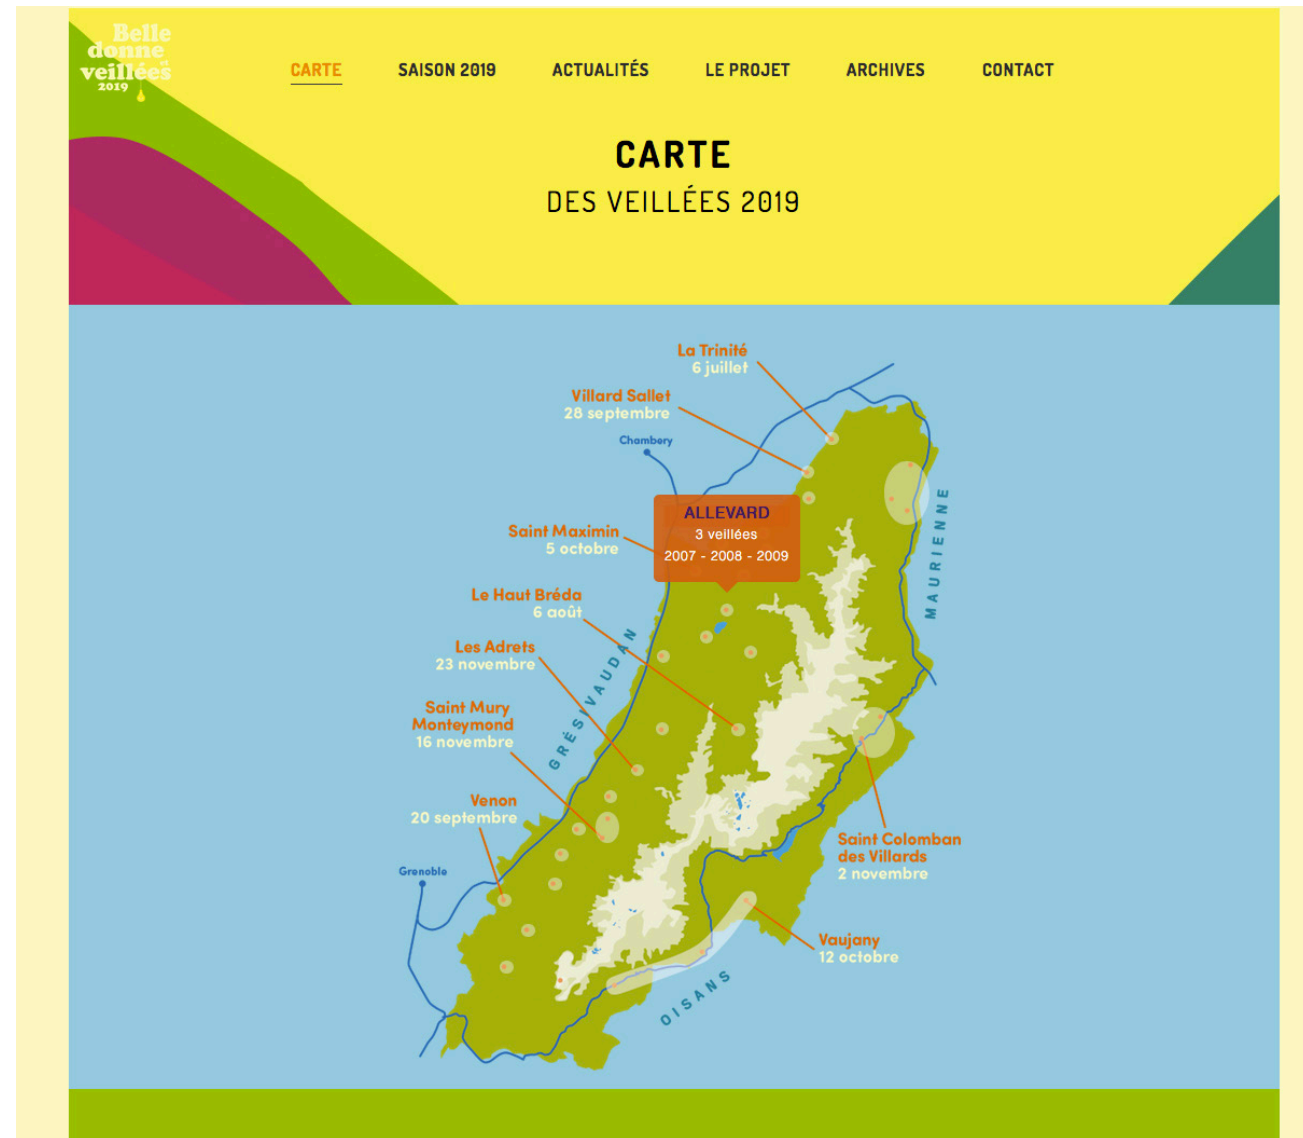 Belle
donne
et
veillées
2019
CARTE
SAISON 2019
ACTUALITÉS
LE PROJET
ARCHIVES
CONTACT
CARTE
DES VEILLÉES 2019
La Trinité
6 juillet
Villard Sallet
28 septembre
Chambery
ALLEVARD
3 veillées
2007 - 2008 - 2009
Saint Maximin
5 octobre
MAURIENNE
Le Haut Bréda
6 août
Les Adrets
23 novembre
GRÉSIVAUDAN
Saint Mury
Monteymond
16 novembre
Venon
20 septembre
Saint Colomban
des Villards
2 novembre
Grenoble
Vaujany
12 octobre
OISANS